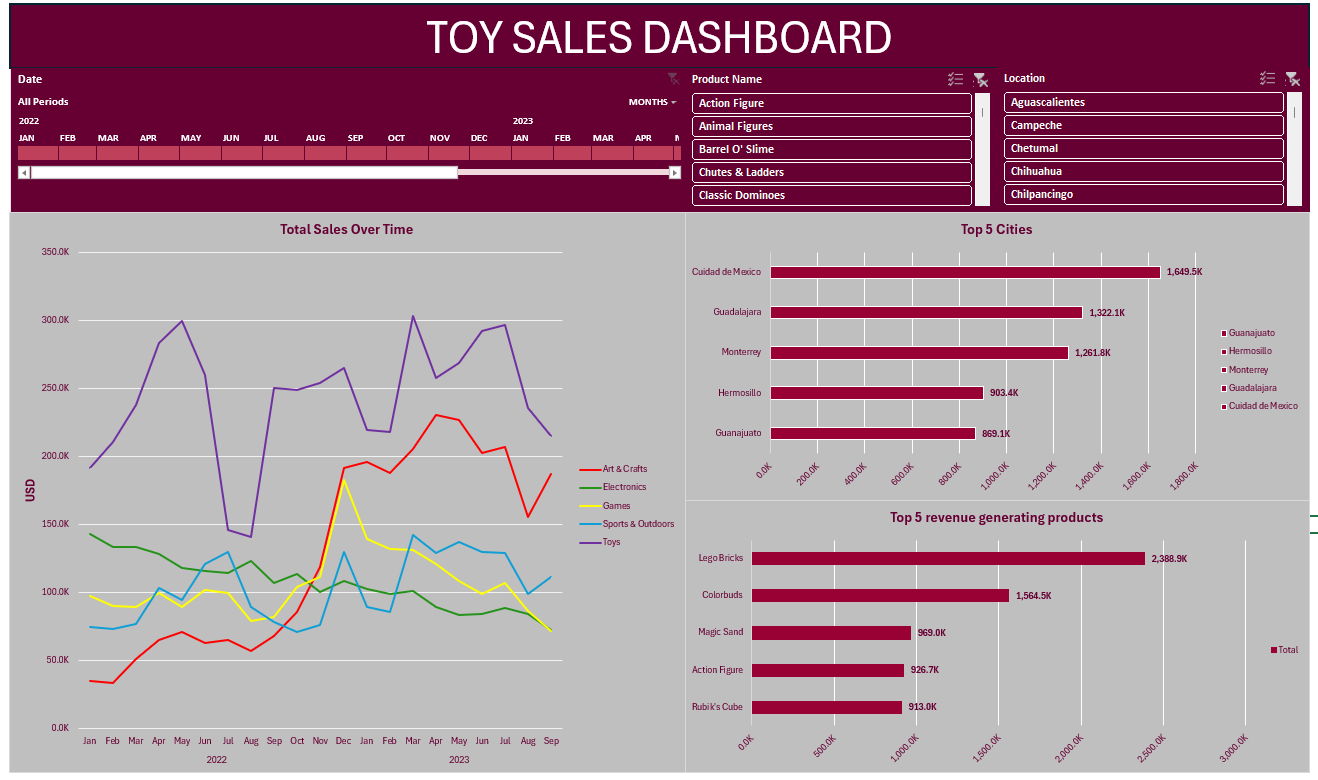 TOY SALES DASHBOARD
Date
All Periods
MONTHS
2022 2023
JAN FEB MAR APR MAY JUN JUL AUG SEP OCT NOV DEC JAN FEB MAR APR
Product Name
Action Figure
Animal Figures
Barrel O' Slime
Chutes & Ladders
Classic Dominoes
Location
Aguascalientes
Campeche
Chetumal
Chihuahua
Chilpancingo
Total Sales Over Time
350.0K
300.0K
250.0K
200.0K
150.0K
100.0K
50.0K
0.0K
USD
Jan Feb Mar Apr May Jun Jul Aug Sep Oct Nov Dec Jan Feb Mar Apr May Jun Jul Aug Sep
2022 2023
Art & Crafts
Electronics
Games
Sports & Outdoors
Toys
Top 5 Cities
Cuidad de Mexico 1,649.5K
Guadalajara 1,322.1K
Monterrey 1,261.8K
Hermosillo 903.4K
Guanajuato 869.1K
0.0K 200.0K 400.0K 600.0K 800.0K 1,000.0K 1,200.0K 1,400.0K 1,600.0K 1,800.0K
Guanajuato
Hermosillo
Monterrey
Guadalajara
Cuidad de Mexico
Top 5 revenue generating products
Lego Bricks 2,388.9K
Colorbuds 1,564.5K
Magic Sand 969.0K
Action Figure 926.7K
Rubik's Cube 913.0K
0.0K 500.0K 1,000.0K 1,500.0K 2,000.0K 2,500.0K 3,000.0K
Total